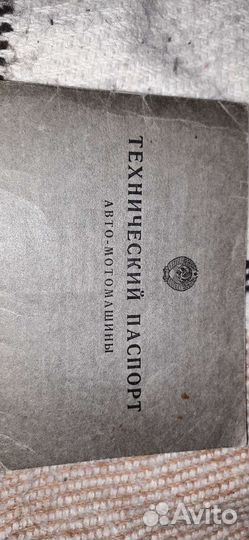 ТЕХНИЧЕСКИЙ ПАСПОРТ
АВТО-МОТОМАШИНЫ
Avito